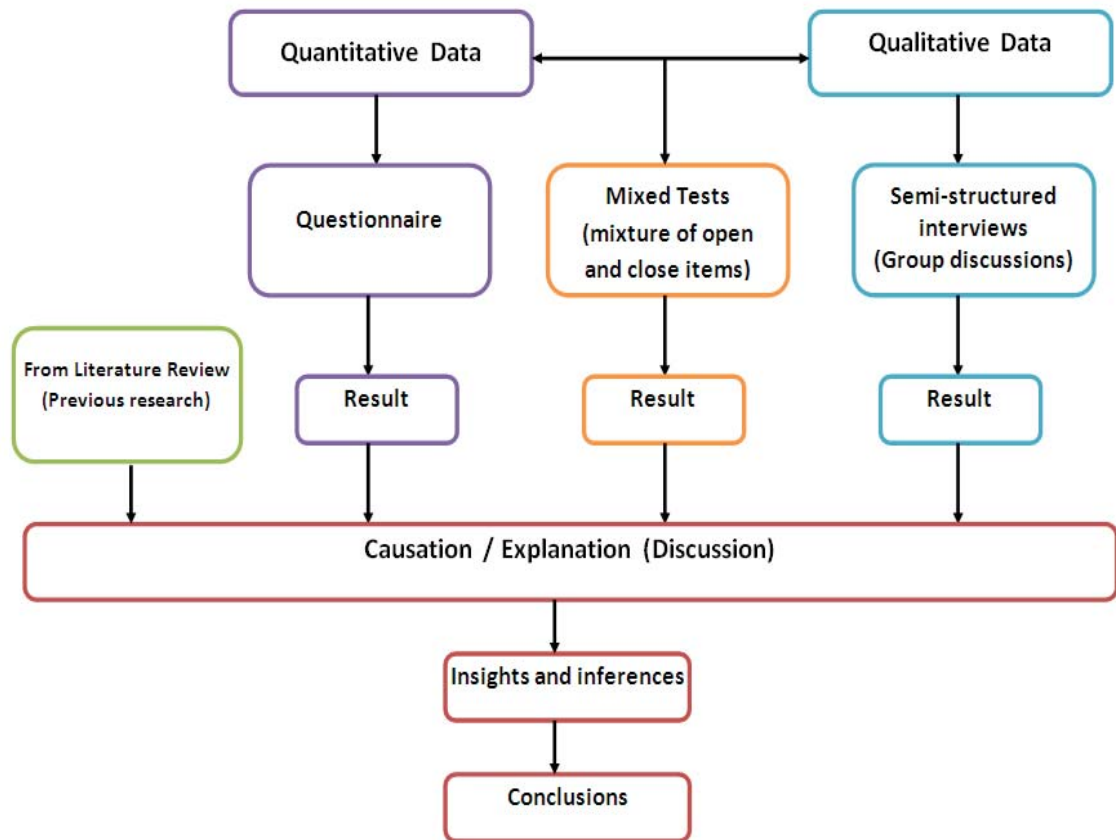 Quantitative Data
Qualitative Data
Questionnaire
Mixed Tests
(mixture of open
and close items)
Semi-structured
interviews
(Group discussions)
From Literature Review
(Previous research)
Result
Result
Result
Causation / Explanation (Discussion)
Insights and inferences
Conclusions